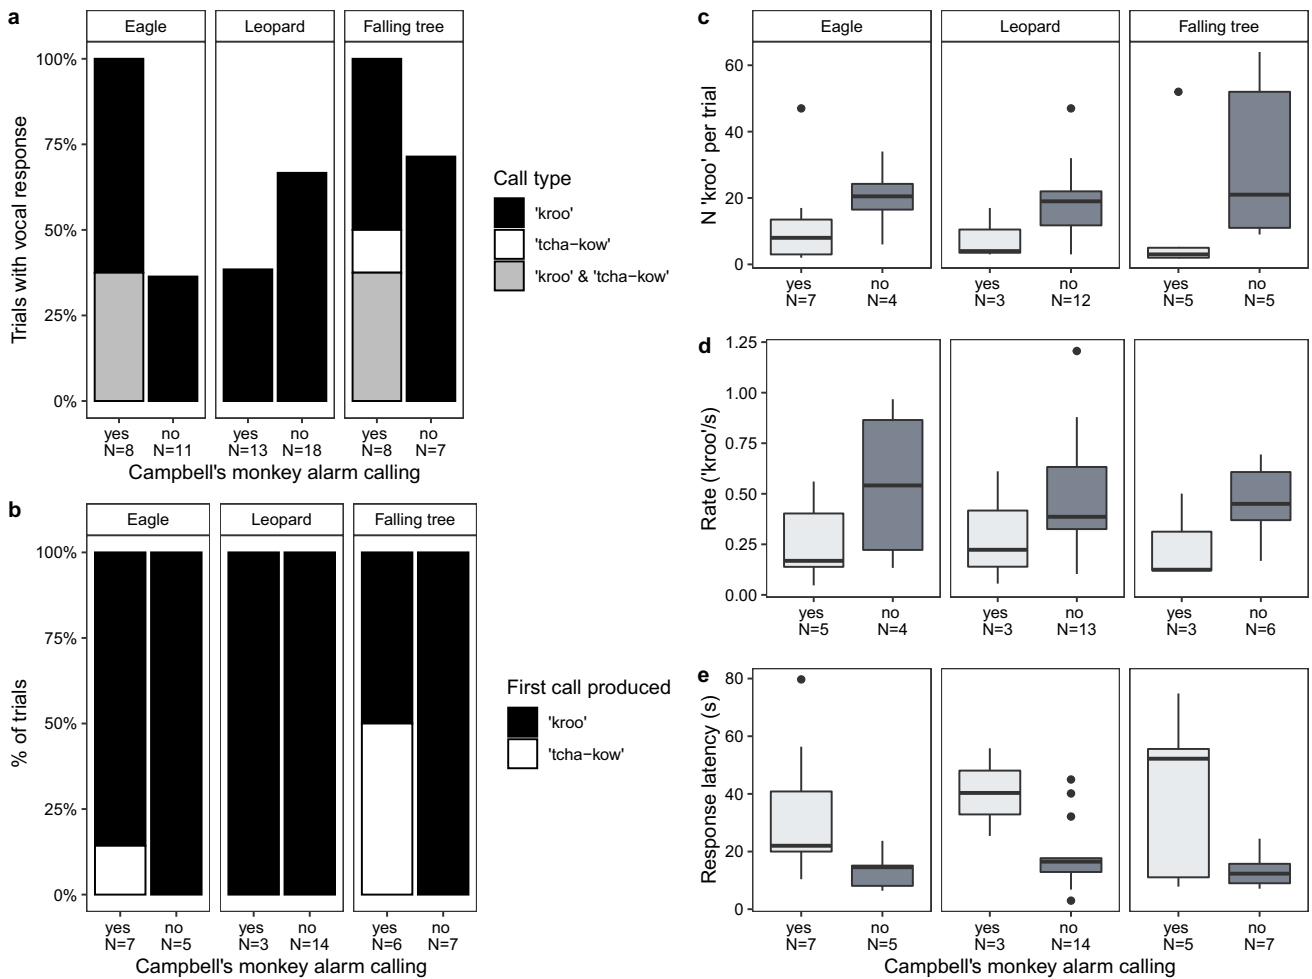 a
Eagle Leopard Falling tree
100%
75%
50%
25%
0%
Trials with vocal response
yes no yes no yes no
N=8 N=11 N=13 N=18 N=8 N=7
Campbell's monkey alarm calling
Call type
'kroo'
'tcha−kow'
'kroo' & 'tcha−kow'
b
Eagle Leopard Falling tree
100%
75%
50%
25%
0%
% of trials
yes no yes no yes no
N=7 N=5 N=3 N=14 N=6 N=7
Campbell's monkey alarm calling
First call produced
'kroo'
'tcha−kow'
c
Eagle Leopard Falling tree
60
40
20
0
N 'kroo' per trial
yes no yes no yes no
N=7 N=4 N=3 N=12 N=5 N=5
d
1.25
1.00
0.75
0.50
0.25
0.00
Rate ('kroo'/s)
yes no yes no yes no
N=5 N=4 N=3 N=13 N=3 N=6
e
80
60
40
20
0
Response latency (s)
yes no yes no yes no
N=7 N=5 N=3 N=14 N=5 N=7
Campbell's monkey alarm calling